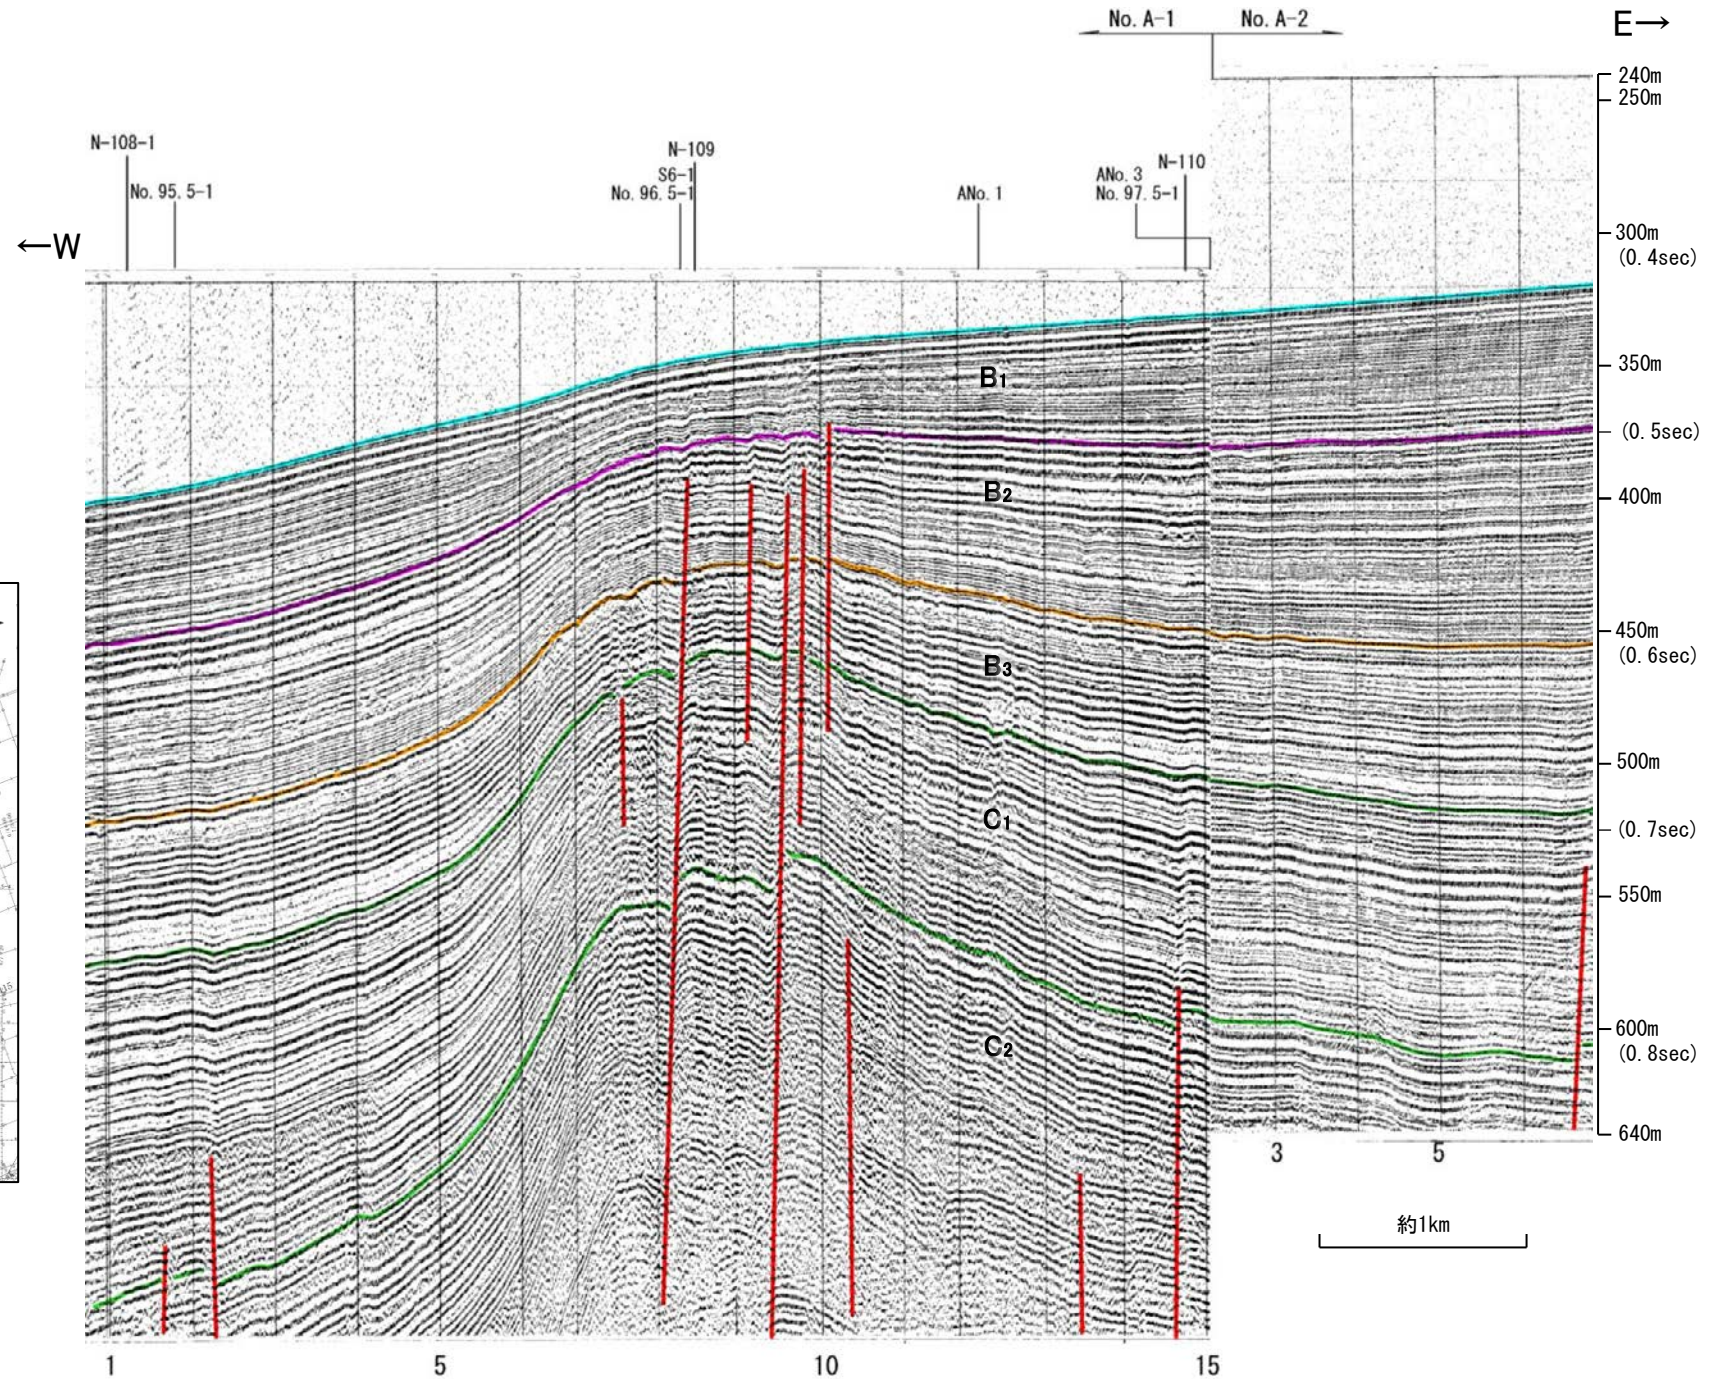 No. A-1
No. A-2
E→
240m
250m
N-108-1
N-109
N-110
S6-1
ANo. 3
No. 95. 5-1
No. 96. 5-1
ANo. 1
No. 97. 5-1
←W
300m
(0. 4sec)
350m
B1
(0. 5sec)
B2
400m
450m
(0. 6sec)
B3
500m
C1
(0. 7sec)
550m
600m
C2
(0. 8sec)
640m
3
5
約1km
1
5
10
15